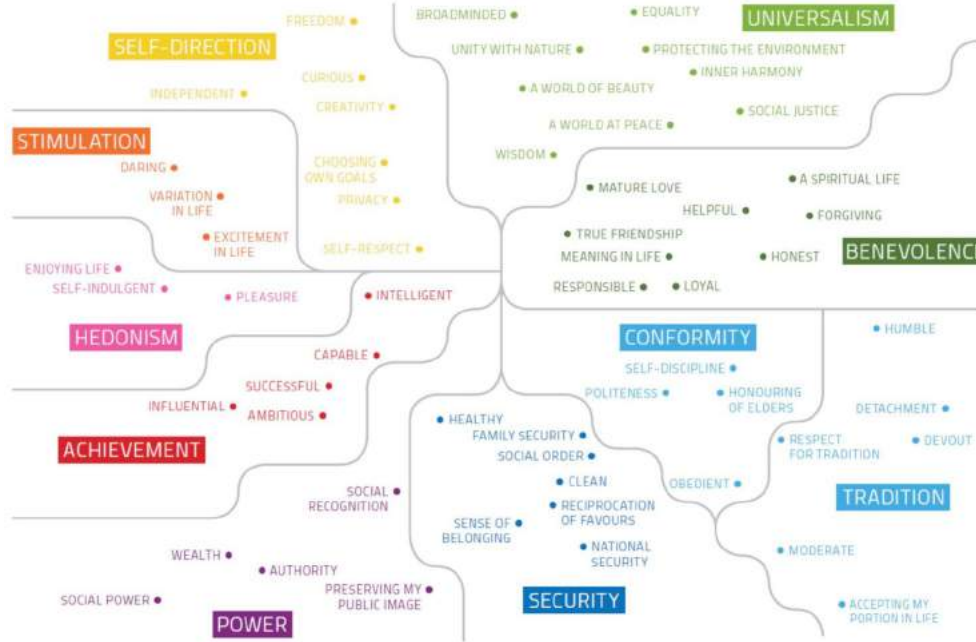 FREEDOM
SELF-DIRECTION
CURIOUS
INDEPENDENT
CREATIVITY
CHOOSING
OWN GOALS
PRIVACY
SELF-RESPECT
STIMULATION
DARING
VARIATION
IN LIFE
EXCITEMENT
IN LIFE
ENJOYING LIFE
SELF-INDULGENT
PLEASURE
HEDONISM
INTELLIGENT
CAPABLE
SUCCESSFUL
INFLUENTIAL
AMBITIOUS
ACHIEVEMENT
SOCIAL
RECOGNITION
WEALTH
AUTHORITY
PRESERVING MY
PUBLIC IMAGE
SOCIAL POWER
POWER
BROADMINDED
EQUALITY
UNIVERSALISM
UNITY WITH NATURE
PROTECTING THE ENVIRONMENT
INNER HARMONY
A WORLD OF BEAUTY
SOCIAL JUSTICE
A WORLD AT PEACE
WISDOM
A SPIRITUAL LIFE
MATURE LOVE
HELPFUL
FORGIVING
TRUE FRIENDSHIP
MEANING IN LIFE
HONEST
BENEVOLENC
RESPONSIBLE
LOYAL
CONFORMITY
SELF-DISCIPLINE
POLITENESS
HONOURING
OF ELDERS
OBEDIENT
HUMBLE
DETACHMENT
RESPECT
FOR TRADITION
DEVOUT
TRADITION
MODERATE
ACCEPTING MY
PORTION IN LIFE
HEALTHY
FAMILY SECURITY
SOCIAL ORDER
CLEAN
RECIPROCATION
OF FAVOURS
SENSE OF
BELONGING
NATIONAL
SECURITY
SECURITY